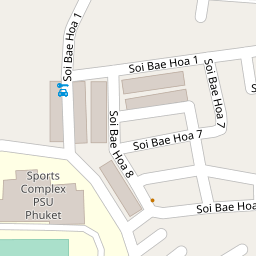 Soi Bae Hoa 1
Soi Bae Hoa 1
Soi Bae Hoa 7
Soi Bae Hoa 8
Soi Bae Hoa 7
Sports
Complex
PSU
Phuket
Soi Bae Hoa